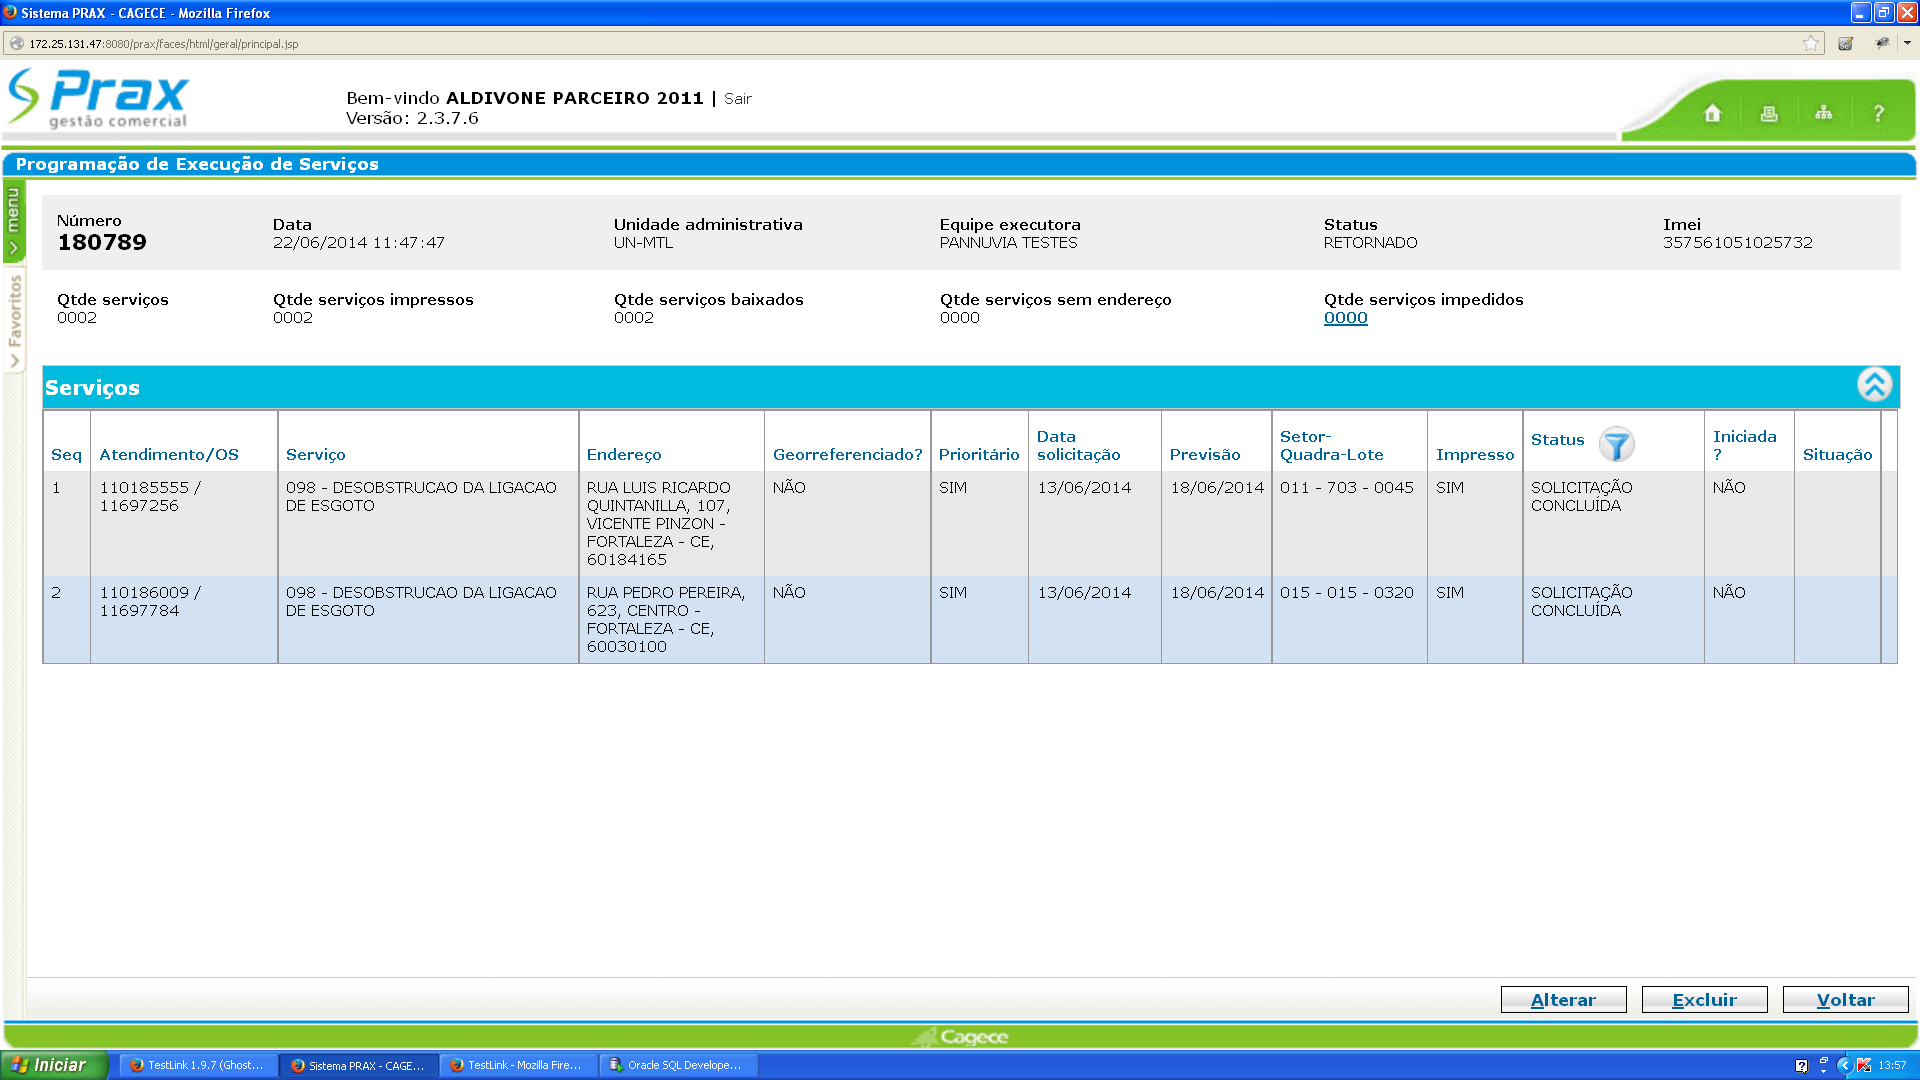 Sistema PRAX - CAGECE - Mozilla Firefox
172.25.131.47:8080/prax/faces/html/geral/principal.jsp
Prax
gestão comercial
Bem-vindo ALDIVONE PARCEIRO 2011 | Sair
Versão: 2.3.7.6
?
Programação de Execução de Serviços
menu
Favoritos
Número
180789
Data
22/06/2014 11:47:47
Unidade administrativa
UN-MTL
Equipe executora
PANNUVIA TESTES
Status
RETORNADO
Imei
357561051025732
Qtde serviços
0002
Qtde serviços impressos
0002
Qtde serviços baixados
0002
Qtde serviços sem endereço
0000
Qtde serviços impedidos
0000
Serviços
Seq
Atendimento/OS
Serviço
Endereço
Georreferenciado?
Prioritário
Data
solicitação
Previsão
Setor-
Quadra-Lote
Impresso
Status
Iniciada
?
Situação
1
110185555 /
11697256
098 - DESOBSTRUCAO DA LIGACAO
DE ESGOTO
RUA LUIS RICARDO
QUINTANILLA, 107,
VICENTE PINZON -
FORTALEZA - CE,
60184165
NÃO
SIM
13/06/2014
18/06/2014
011 - 703 - 0045
SIM
SOLICITAÇÃO
CONCLUÍDA
NÃO
2
110186009 /
11697784
098 - DESOBSTRUCAO DA LIGACAO
DE ESGOTO
RUA PEDRO PEREIRA,
623, CENTRO -
FORTALEZA - CE,
60030100
NÃO
SIM
13/06/2014
18/06/2014
015 - 015 - 0320
SIM
SOLICITAÇÃO
CONCLUÍDA
NÃO
Alterar
Excluir
Voltar
Cagece
Iniciar
TestLink 1.9.7 (Ghost...
Sistema PRAX - CAGE...
TestLink - Mozilla Fire...
Oracle SQL Develope...
13:57